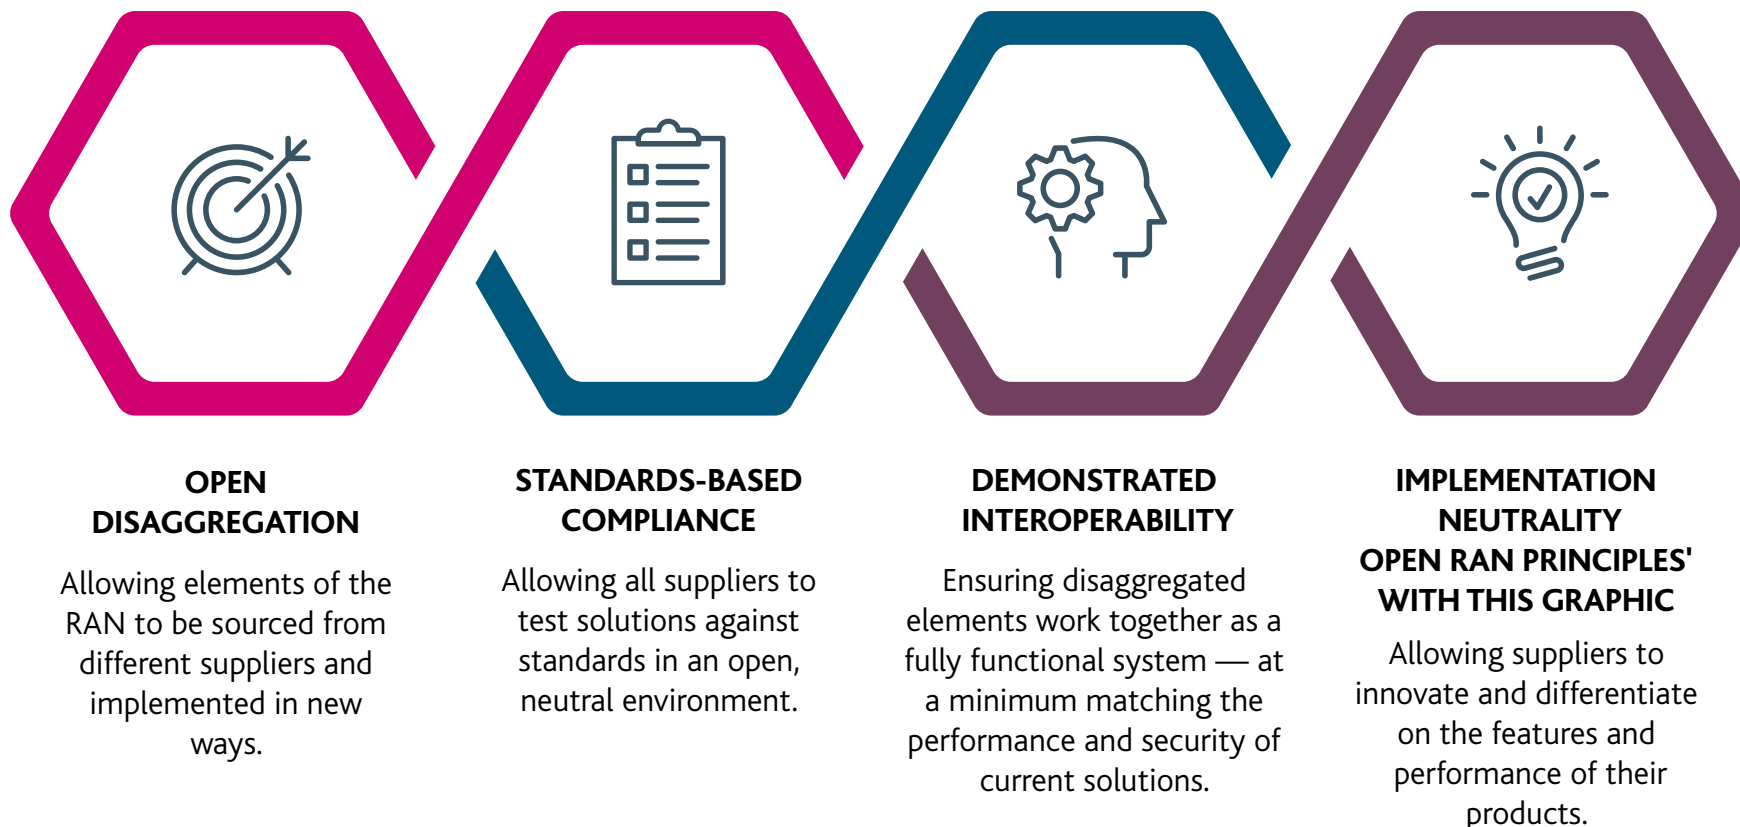 OPEN
DISAGGREGATION
Allowing elements of the
RAN to be sourced from
different suppliers and
implemented in new
ways.
STANDARDS-BASED
COMPLIANCE
Allowing all suppliers to
test solutions against
standards in an open,
neutral environment.
DEMONSTRATED
INTEROPERABILITY
Ensuring disaggregated
elements work together as a
fully functional system — at
a minimum matching the
performance and security of
current solutions.
IMPLEMENTATION
NEUTRALITY
OPEN RAN PRINCIPLES'
WITH THIS GRAPHIC
Allowing suppliers to
innovate and differentiate
on the features and
performance of their
products.